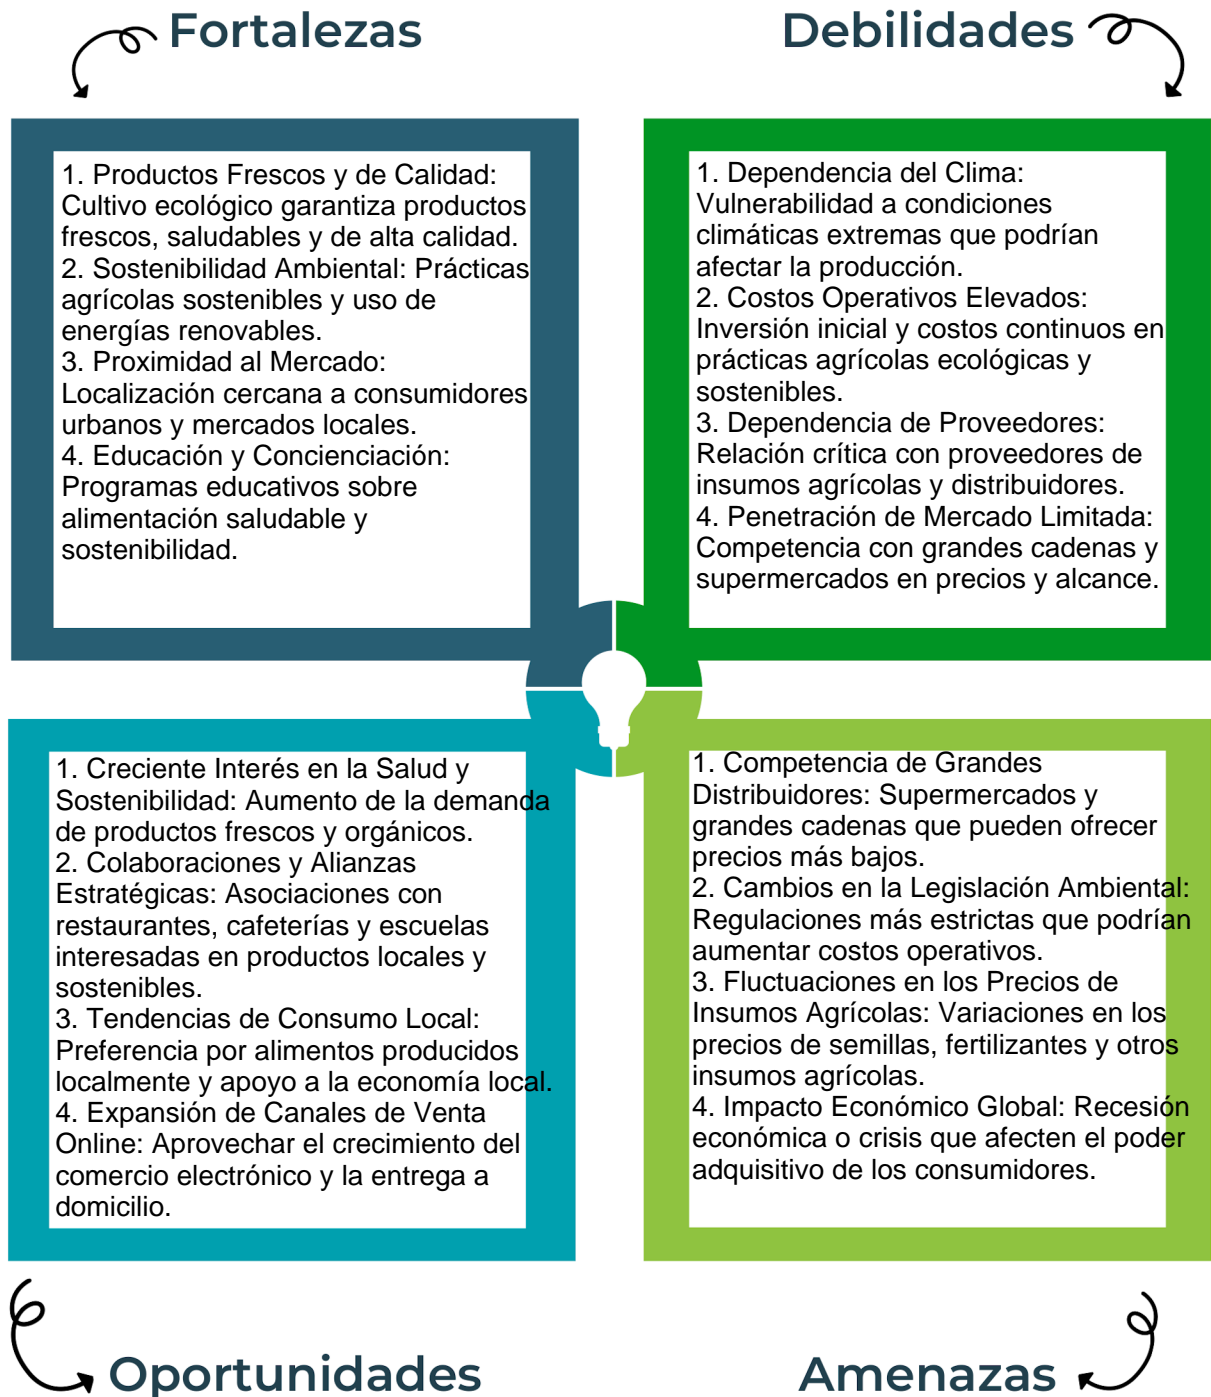 Fortalezas
1. Productos Frescos y de Calidad:
Cultivo ecológico garantiza productos
frescos, saludables y de alta calidad.
2. Sostenibilidad Ambiental: Prácticas
agrícolas sostenibles y uso de
energías renovables.
3. Proximidad al Mercado:
Localización cercana a consumidores
urbanos y mercados locales.
4. Educación y Concienciación:
Programas educativos sobre
alimentación saludable y
sostenibilidad.
Debilidades
1. Dependencia del Clima:
Vulnerabilidad a condiciones
climáticas extremas que podrían
afectar la producción.
2. Costos Operativos Elevados:
Inversión inicial y costos continuos en
prácticas agrícolas ecológicas y
sostenibles.
3. Dependencia de Proveedores:
Relación crítica con proveedores de
insumos agrícolas y distribuidores.
4. Penetración de Mercado Limitada:
Competencia con grandes cadenas y
supermercados en precios y alcance.
1. Creciente Interés en la Salud y
Sostenibilidad: Aumento de la demanda
de productos frescos y orgánicos.
2. Colaboraciones y Alianzas
Estratégicas: Asociaciones con
restaurantes, cafeterías y escuelas
interesadas en productos locales y
sostenibles.
3. Tendencias de Consumo Local:
Preferencia por alimentos producidos
localmente y apoyo a la economía local.
4. Expansión de Canales de Venta
Online: Aprovechar el crecimiento del
comercio electrónico y la entrega a
domicilio.
Oportunidades
1. Competencia de Grandes
Distribuidores: Supermercados y
grandes cadenas que pueden ofrecer
precios más bajos.
2. Cambios en la Legislación Ambiental:
Regulaciones más estrictas que podrían
aumentar costos operativos.
3. Fluctuaciones en los Precios de
Insumos Agrícolas: Variaciones en los
precios de semillas, fertilizantes y otros
insumos agrícolas.
4. Impacto Económico Global: Recesión
económica o crisis que afecten el poder
adquisitivo de los consumidores.
Amenazas